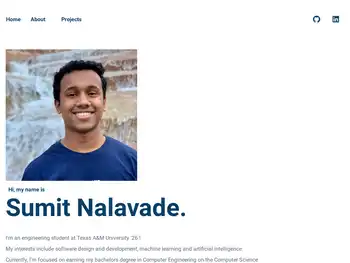 Home About Projects
Hi, my name is
Sumit Nalavade.
I'm an engineering student at Texas A&M University '26!
My interests include software design and development, machine learning and artificial intelligence.
Currently, I'm focused on earning my bachelors degree in Computer Engineering on the Computer Science